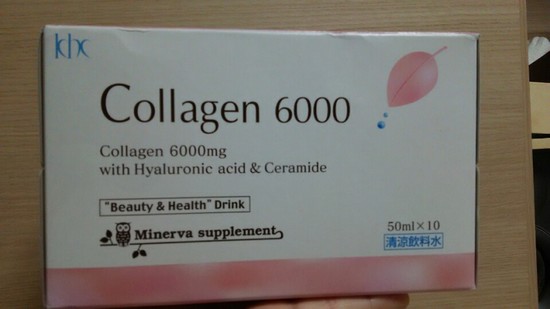 khx
Collagen 6000
Collagen 6000mg
with Hyaluronic acid & Ceramide
"Beauty & Health" Drink
Minerva supplement
50ml×10
清涼飲料水